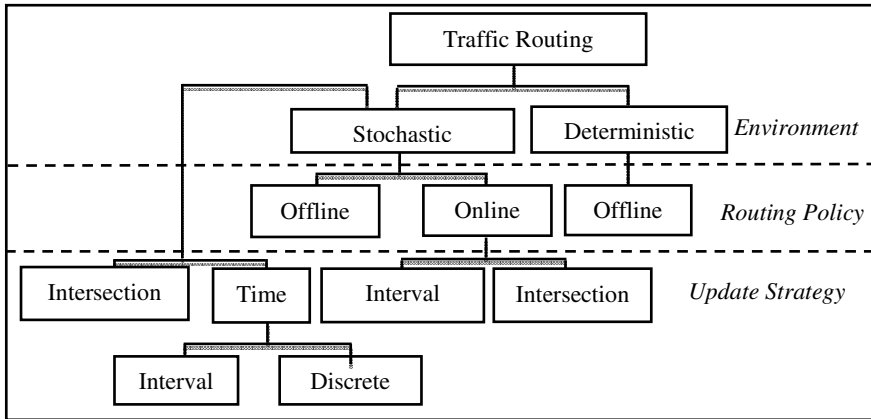 Traffic Routing
Stochastic
Deterministic
Environment
Offline
Online
Offline
Routing Policy
Intersection
Time
Interval
Intersection
Update Strategy
Interval
Discrete